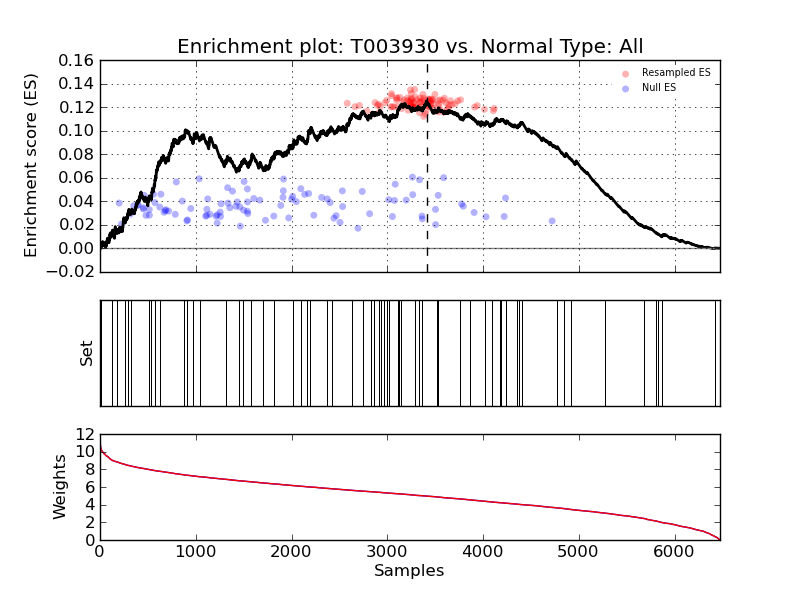 Enrichment plot: T003930 vs. Normal Type: All
0.16
0.14
0.12
0.10
0.08
0.06
0.04
0.02
0.00
−0.02
Enrichment score (ES)
Resampled ES
Null ES
Set
12
10
8
6
4
2
0
Weights
0 1000 2000 3000 4000 5000 6000
Samples